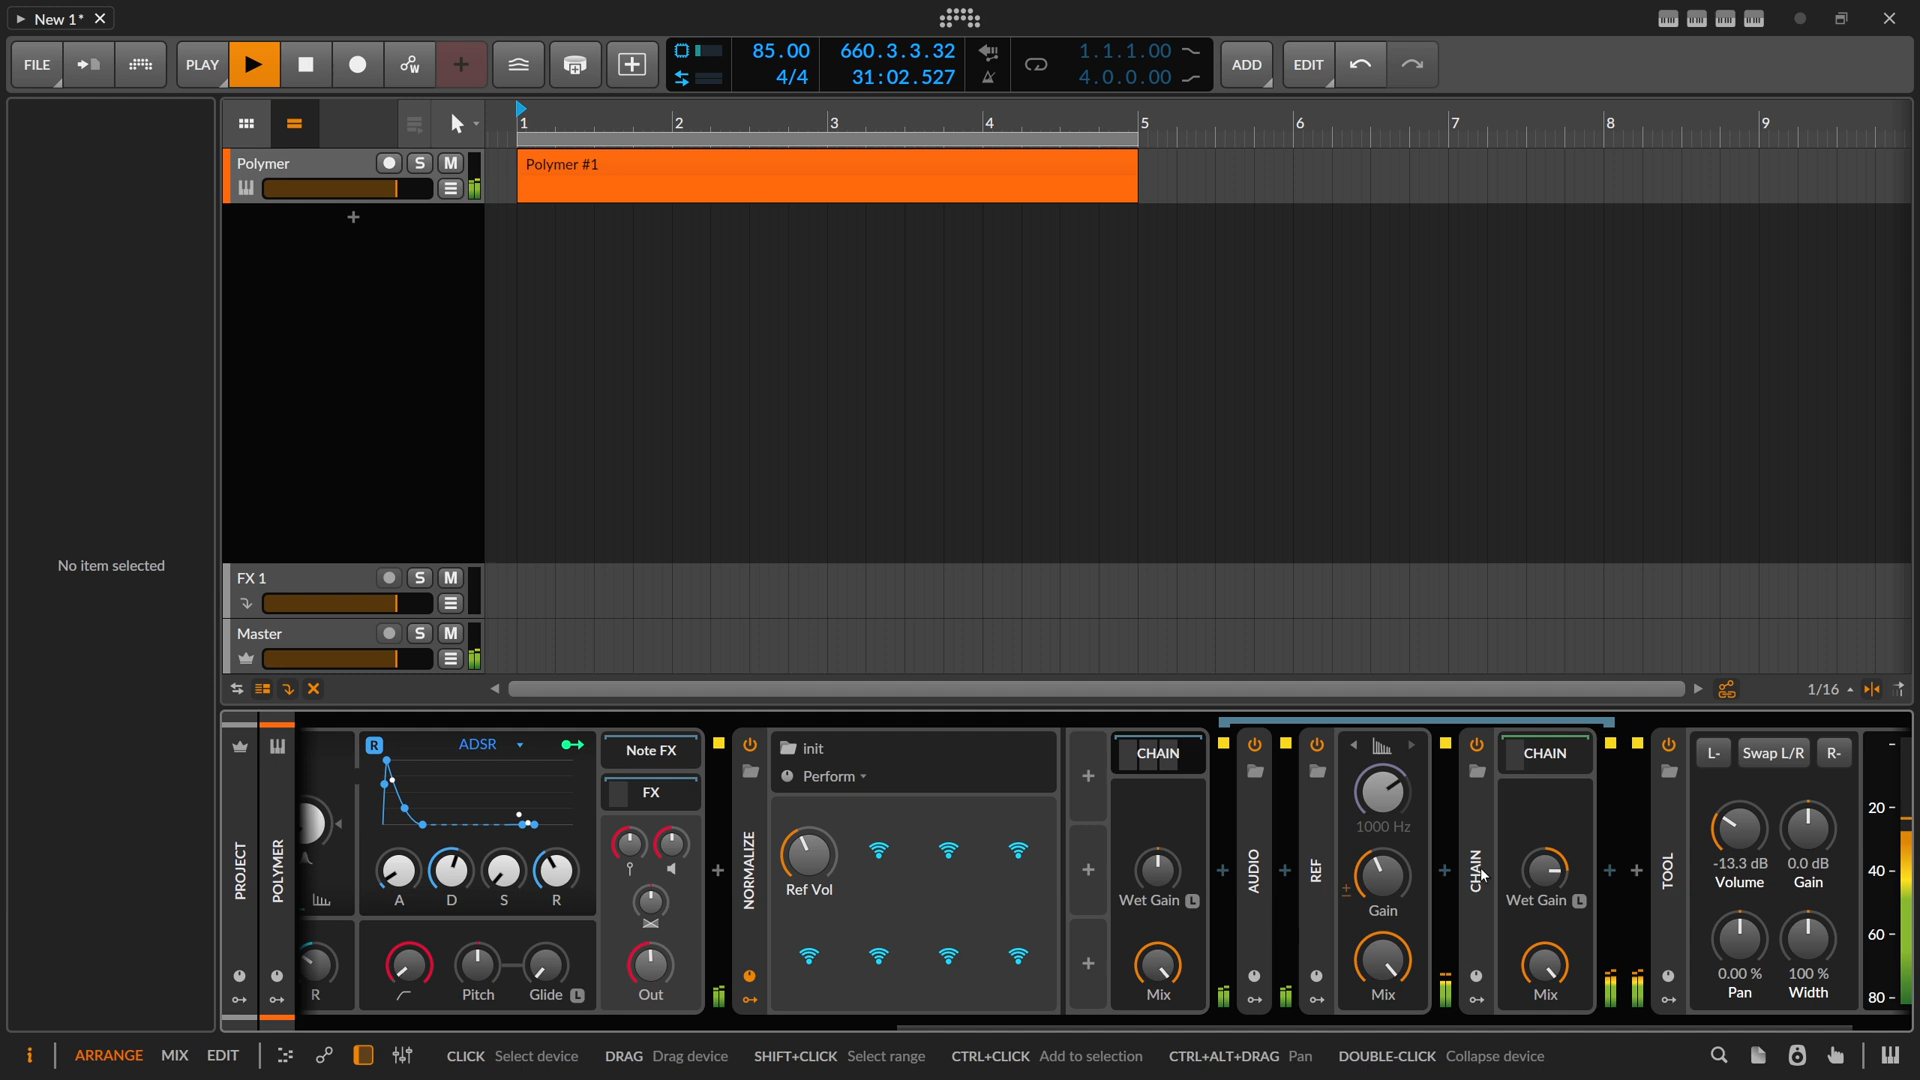 New 1*
FILE
PLAY
85.00
4/4
660.3.3.32
31:02.527
1.1.1.00
4.0.0.00
ADD
EDIT
1 2 3 4 5 6 7 8 9
Polymer S M
Polymer #1
No item selected
FX 1 S M
Master S M
1/16
R ADSR
A D S R
R
Pitch
Glide L
Note FX
FX
Out
PROJECT
POLYMER
NORMALIZE
init
Perform
Ref Vol
CHAIN
Wet Gain L
Mix
AUDIO
REF
1000 Hz
Gain
Mix
CHAIN
CHAIN
Wet Gain L
Mix
TOOL
L- Swap L/R R-
-13.3 dB 0.0 dB
Volume Gain
0.00 % 100 %
Pan Width
20 -
40 -
60 -
80 -
i ARRANGE MIX EDIT
CLICK Select device DRAG Drag device SHIFT+CLICK Select range CTRL+CLICK Add to selection CTRL+ALT+DRAG Pan DOUBLE-CLICK Collapse device